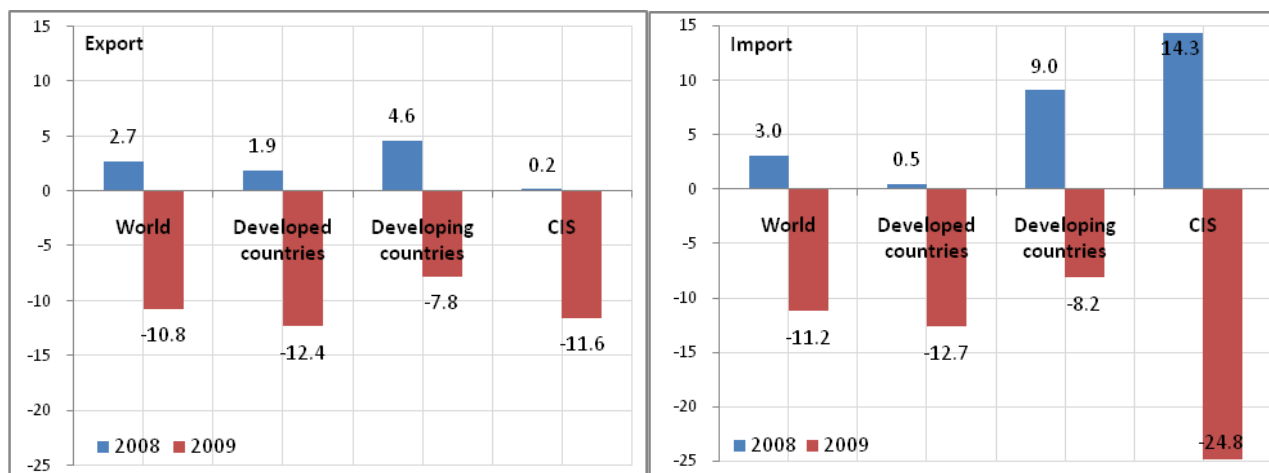 Export
15
10
5
0
-5
-10
-15
-20
-25
2.7
1.9
4.6
0.2
World
Developed
countries
Developing
countries
CIS
-10.8
-12.4
-7.8
-11.6
2008 2009
Import
15
10
5
0
-5
-10
-15
-20
-25
3.0
0.5
9.0
14.3
World
Developed
countries
Developing
countries
CIS
-11.2
-12.7
-8.2
-24.8
2008 2009